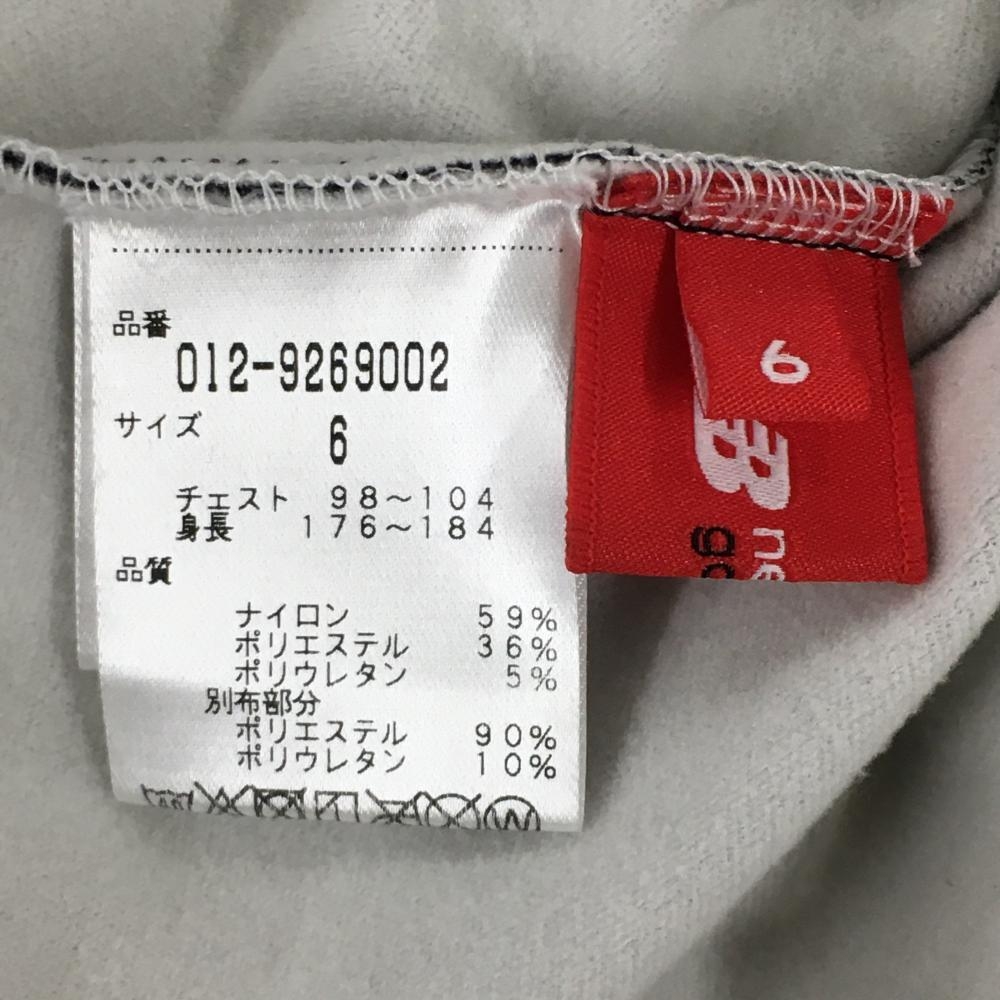 品番
012-9269002
サイズ 6
チェスト 98～104
身長 176～184
品質
ナイロン 59%
ポリエステル 36%
ポリウレタン 5%
別布部分
ポリエステル 90%
ポリウレタン 10%
W
6
B
ne
go